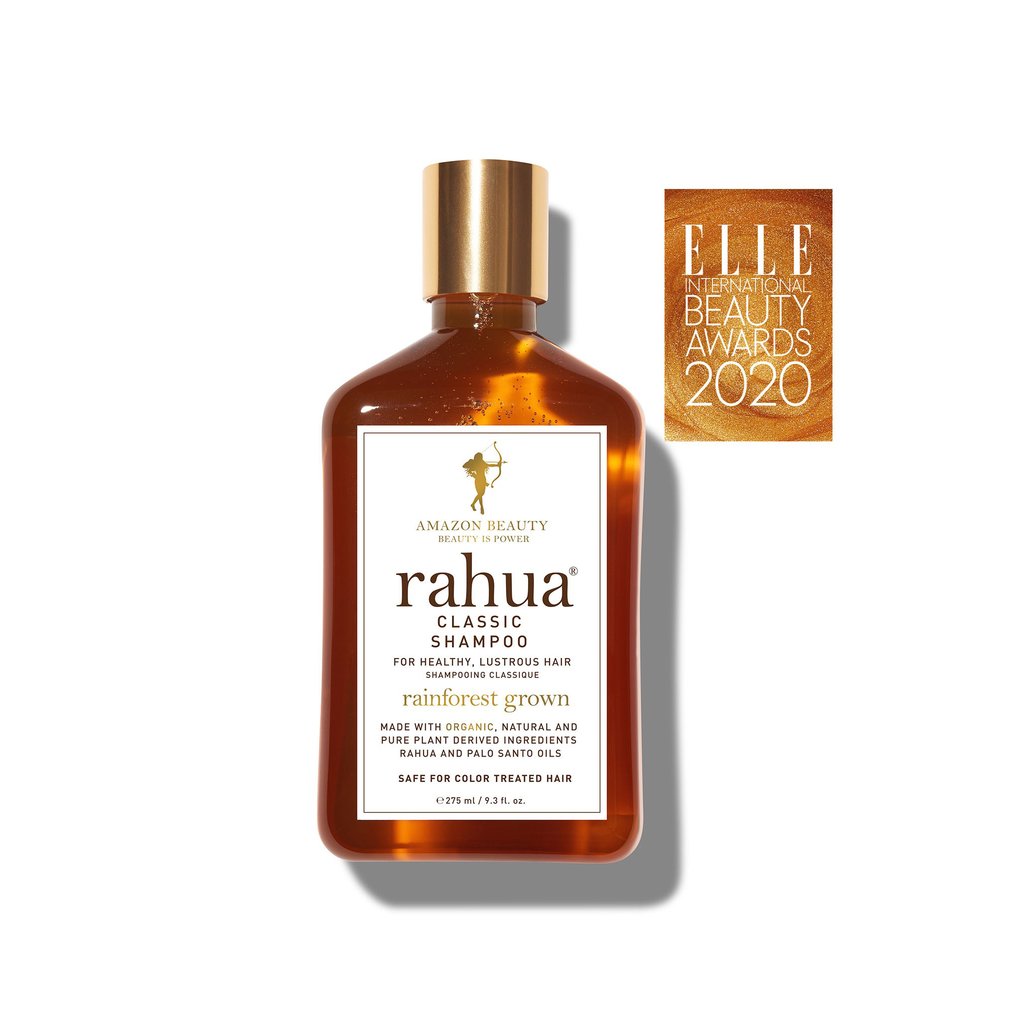 AMAZON BEAUTY
BEAUTY IS POWER
rahua®
CLASSIC
SHAMPOO
FOR HEALTHY, LUSTROUS HAIR
SHAMPOOING CLASSIQUE
rainforest grown
MADE WITH ORGANIC, NATURAL AND
PURE PLANT DERIVED INGREDIENTS
RAHUA AND PALO SANTO OILS
SAFE FOR COLOR TREATED HAIR
℮ 275 ml / 9.3 fl. oz.
ELLE
INTERNATIONAL
BEAUTY
AWARDS
2020